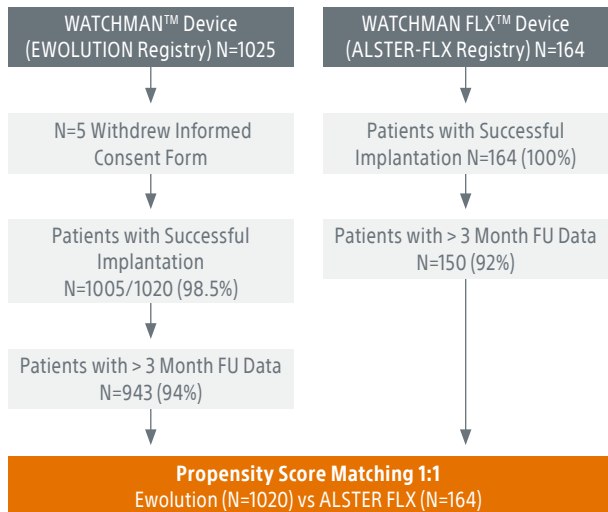 WATCHMAN™ Device
(EWOLUTION Registry) N=1025
N=5 Withdrew Informed
Consent Form
Patients with Successful
Implantation
N=1005/1020 (98.5%)
Patients with > 3 Month FU Data
N=943 (94%)
WATCHMAN FLX™ Device
(ALSTER-FLX Registry) N=164
Patients with Successful
Implantation N=164 (100%)
Patients with > 3 Month FU Data
N=150 (92%)
Propensity Score Matching 1:1
Ewolution (N=1020) vs ALSTER FLX (N=164)